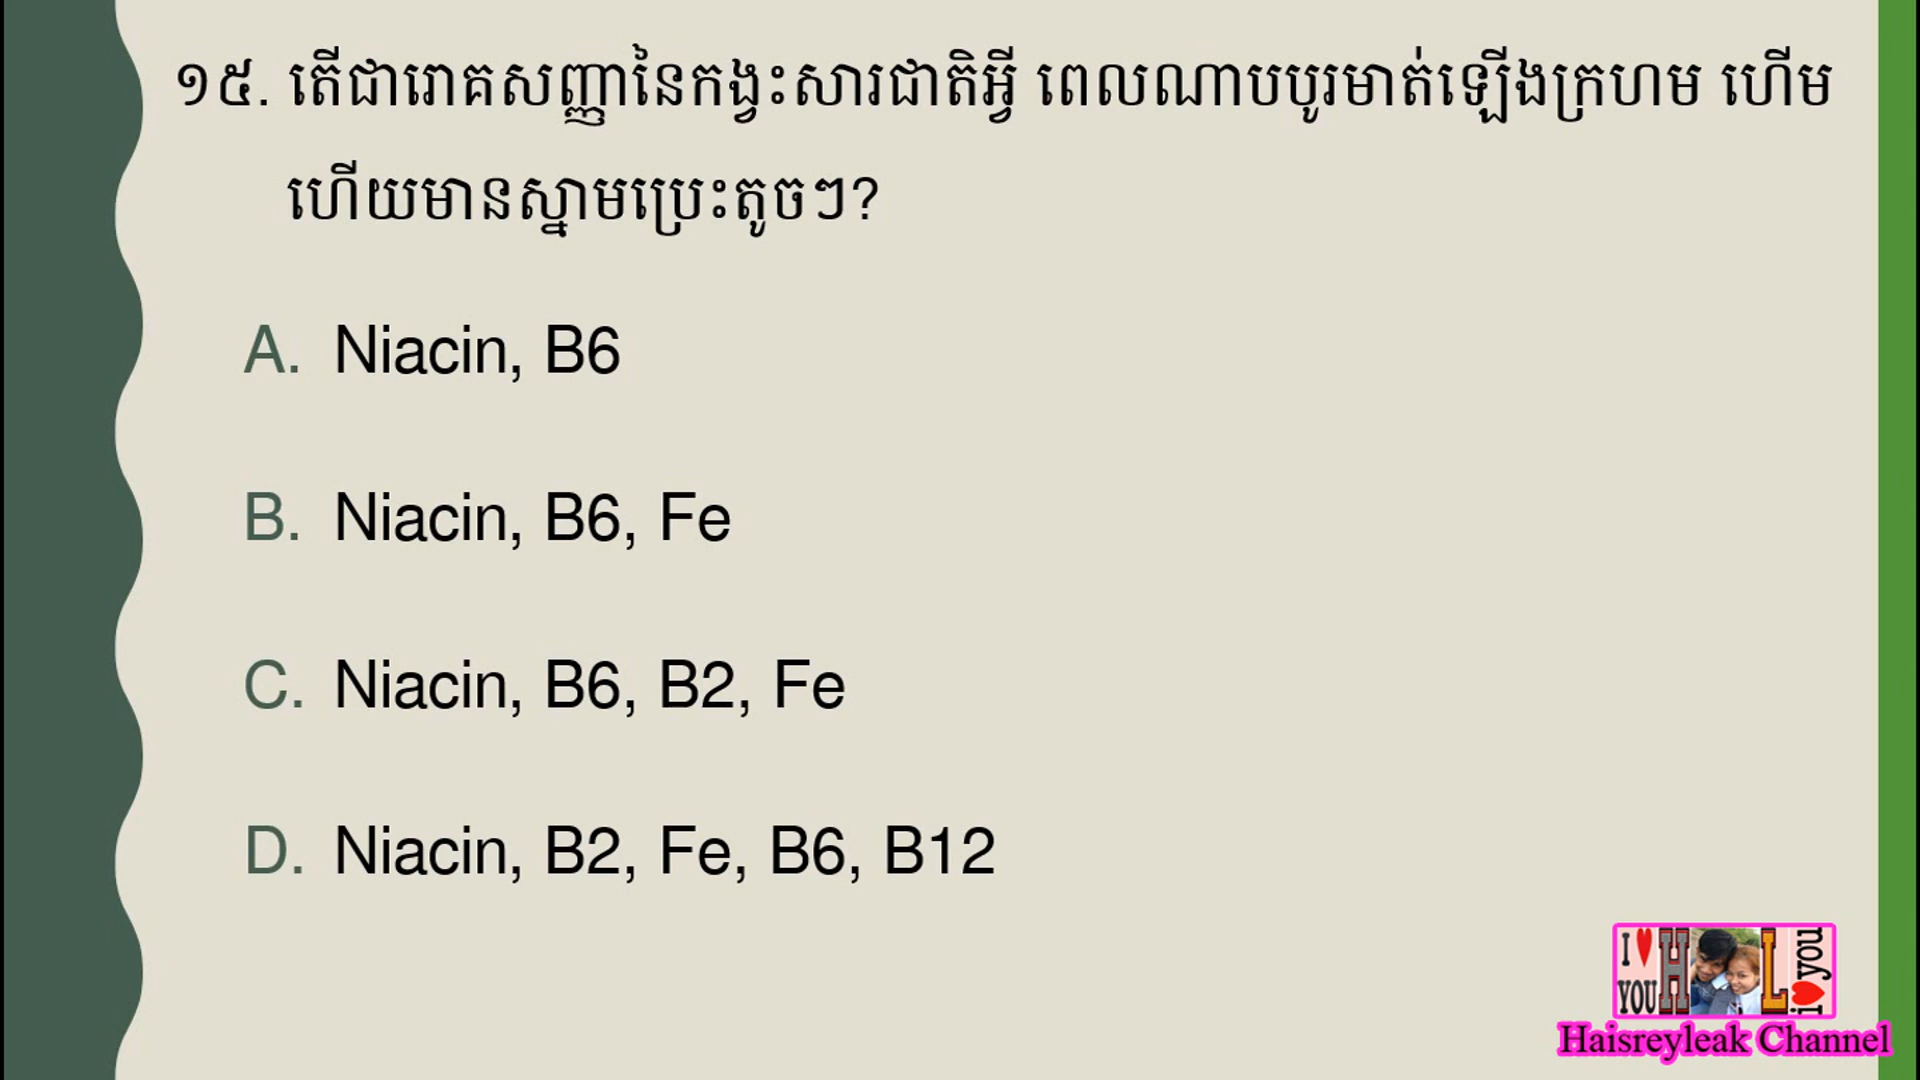 ១៥. តើជារោគសញ្ញានៃកង្វះសារជាតិអ្វី ពេលណាបបូរមាត់ឡើងក្រហម ហើម
ហើយមានស្នាមប្រេះតូចៗ?
A. Niacin, B6
B. Niacin, B6, Fe
C. Niacin, B6, B2, Fe
D. Niacin, B2, Fe, B6, B12
I ♥ YOU H L i ♥ you
Haisreyleak Channel